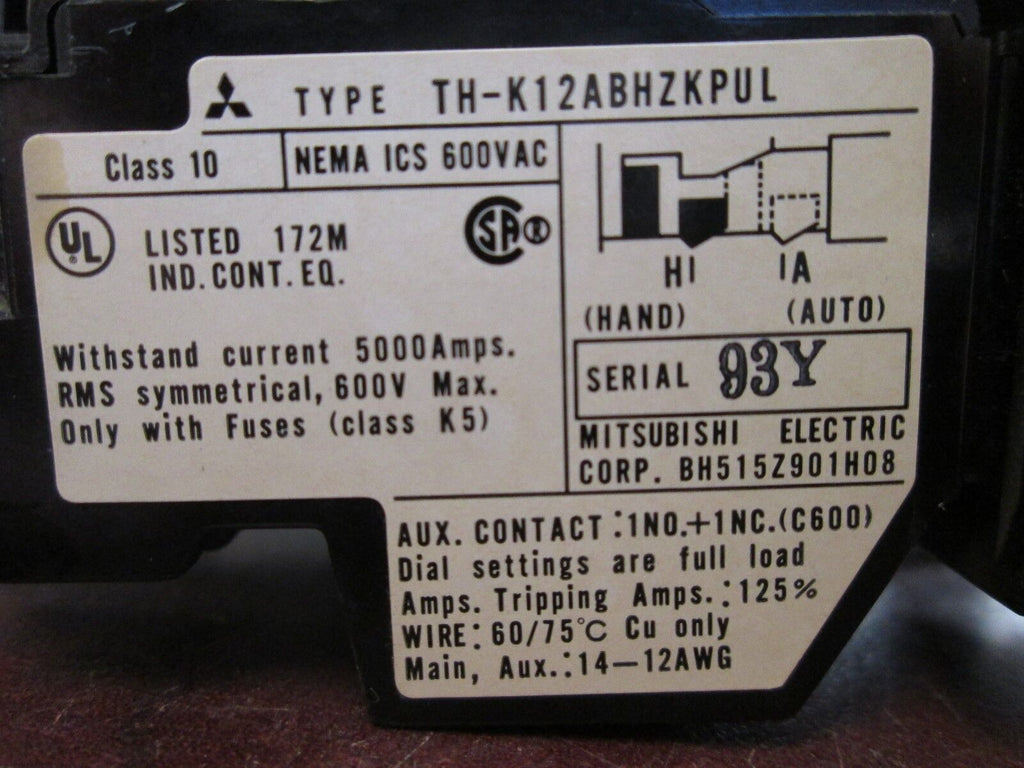 TYPE TH-K12ABHZKPUL
Class 10
NEMA ICS 600VAC
UL
LISTED 172M
IND.CONT.EQ.
SA®
HI IA
(HAND) (AUTO)
Withstand current 5000Amps.
RMS symmetrical, 600V Max.
Only with Fuses (class K5)
SERIAL 93Y
MITSUBISHI ELECTRIC
CORP. BH515Z901H08
AUX. CONTACT:1NO.+1NC.(C600)
Dial settings are full load
Amps. Tripping Amps.:125%
WIRE:60/75°C Cu only
Main, Aux.:14-12AWG